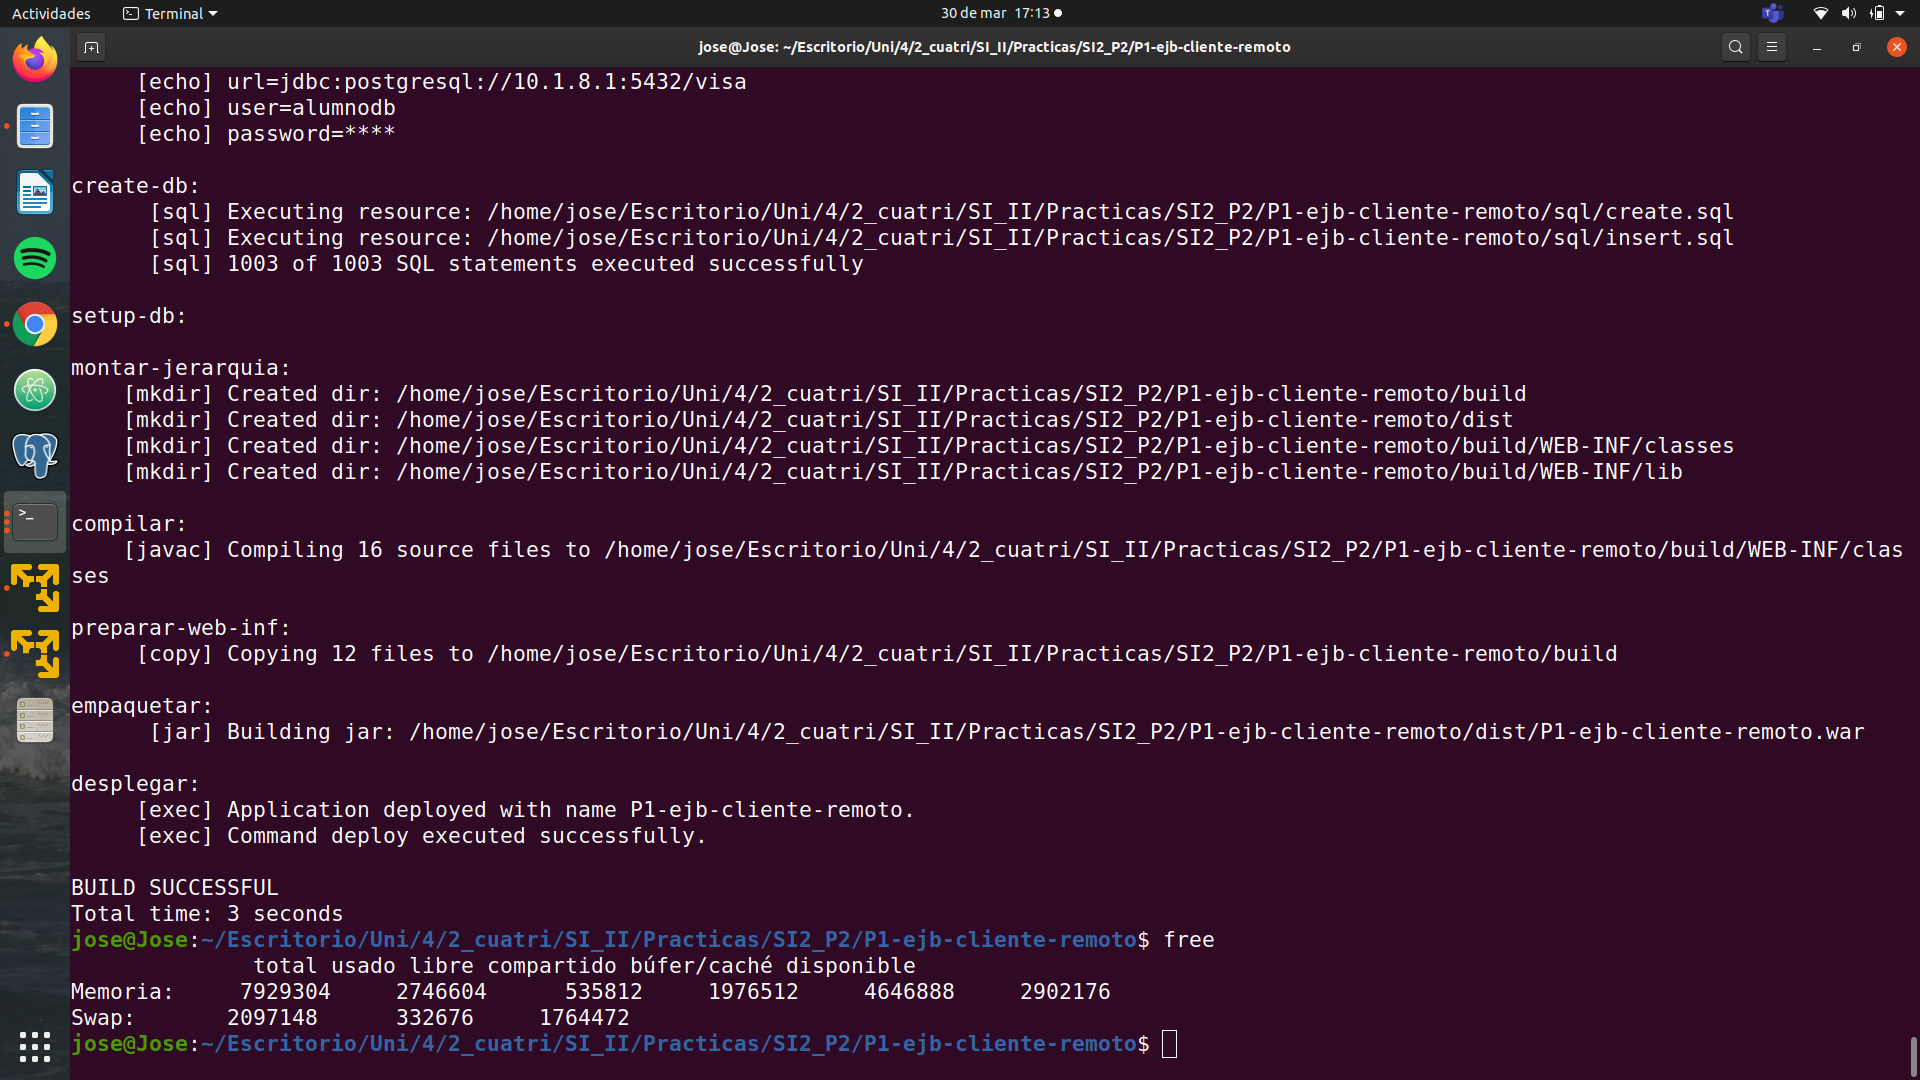 Actividades
Terminal
30 de mar 17:13
jose@Jose: ~/Escritorio/Uni/4/2_cuatri/SI_II/Practicas/SI2_P2/P1-ejb-cliente-remoto
[echo] url=jdbc:postgresql://10.1.8.1:5432/visa
[echo] user=alumnodb
[echo] password=****
create-db:
[sql] Executing resource: /home/jose/Escritorio/Uni/4/2_cuatri/SI_II/Practicas/SI2_P2/P1-ejb-cliente-remoto/sql/create.sql
[sql] Executing resource: /home/jose/Escritorio/Uni/4/2_cuatri/SI_II/Practicas/SI2_P2/P1-ejb-cliente-remoto/sql/insert.sql
[sql] 1003 of 1003 SQL statements executed successfully
setup-db:
montar-jerarquia:
[mkdir] Created dir: /home/jose/Escritorio/Uni/4/2_cuatri/SI_II/Practicas/SI2_P2/P1-ejb-cliente-remoto/build
[mkdir] Created dir: /home/jose/Escritorio/Uni/4/2_cuatri/SI_II/Practicas/SI2_P2/P1-ejb-cliente-remoto/dist
[mkdir] Created dir: /home/jose/Escritorio/Uni/4/2_cuatri/SI_II/Practicas/SI2_P2/P1-ejb-cliente-remoto/build/WEB-INF/classes
[mkdir] Created dir: /home/jose/Escritorio/Uni/4/2_cuatri/SI_II/Practicas/SI2_P2/P1-ejb-cliente-remoto/build/WEB-INF/lib
compilar:
[javac] Compiling 16 source files to /home/jose/Escritorio/Uni/4/2_cuatri/SI_II/Practicas/SI2_P2/P1-ejb-cliente-remoto/build/WEB-INF/clas
ses
preparar-web-inf:
[copy] Copying 12 files to /home/jose/Escritorio/Uni/4/2_cuatri/SI_II/Practicas/SI2_P2/P1-ejb-cliente-remoto/build
empaquetar:
[jar] Building jar: /home/jose/Escritorio/Uni/4/2_cuatri/SI_II/Practicas/SI2_P2/P1-ejb-cliente-remoto/dist/P1-ejb-cliente-remoto.war
desplegar:
[exec] Application deployed with name P1-ejb-cliente-remoto.
[exec] Command deploy executed successfully.
BUILD SUCCESSFUL
Total time: 3 seconds
jose@Jose:~/Escritorio/Uni/4/2_cuatri/SI_II/Practicas/SI2_P2/P1-ejb-cliente-remoto$ free
total usado libre compartido búfer/caché disponible
Memoria: 7929304 2746604 535812 1976512 4646888 2902176
Swap: 2097148 332676 1764472
jose@Jose:~/Escritorio/Uni/4/2_cuatri/SI_II/Practicas/SI2_P2/P1-ejb-cliente-remoto$